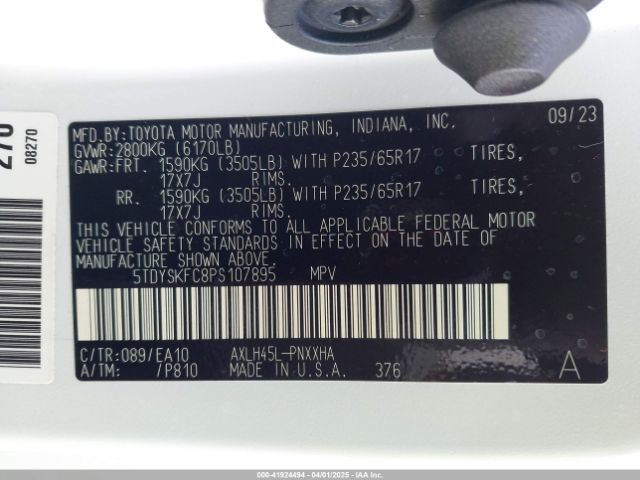 270
08270
MFD.BY:TOYOTA MOTOR MANUFACTURING, INDIANA, INC. 09/23
GVWR:2800KG (6170LB)
GAWR:FRT. 1590KG (3505LB) WITH P235/65R17 TIRES,
17X7J RIMS.
RR. 1590KG (3505LB) WITH P235/65R17 TIRES,
17X7J RIMS.
THIS VEHICLE CONFORMS TO ALL APPLICABLE FEDERAL MOTOR
VEHICLE SAFETY STANDARDS IN EFFECT ON THE DATE OF
MANUFACTURE SHOWN ABOVE.
5TDYSKFC8PS107895 MPV
C/TR:089/EA10 AXLH45L-PNXXHA
A/TM: /P810 MADE IN U.S.A. 376 A
000-41924494 - 04/01/2025 - IAAI.com